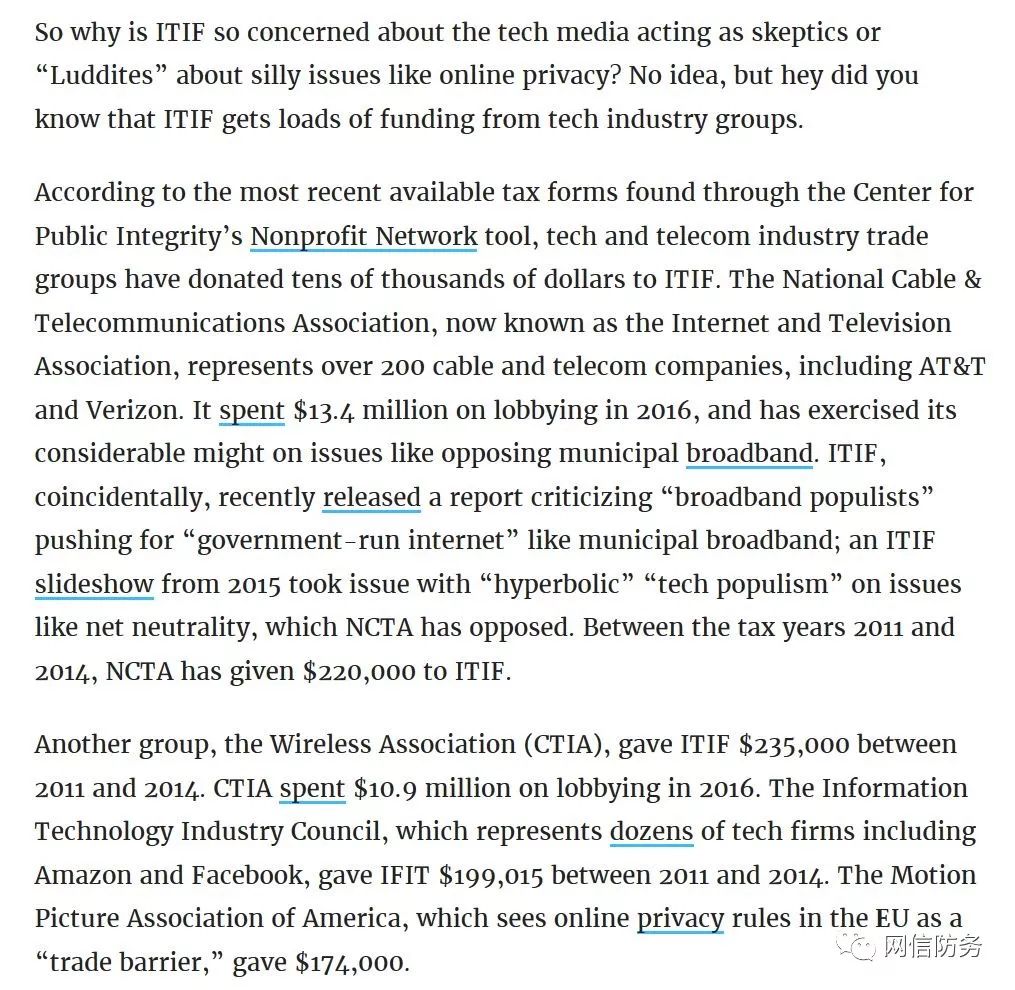 So why is ITIF so concerned about the tech media acting as skeptics or
“Luddites” about silly issues like online privacy? No idea, but hey did you
know that ITIF gets loads of funding from tech industry groups.
According to the most recent available tax forms found through the Center for
Public Integrity’s Nonprofit Network tool, tech and telecom industry trade
groups have donated tens of thousands of dollars to ITIF. The National Cable &
Telecommunications Association, now known as the Internet and Television
Association, represents over 200 cable and telecom companies, including AT&T
and Verizon. It spent $13.4 million on lobbying in 2016, and has exercised its
considerable might on issues like opposing municipal broadband. ITIF,
coincidentally, recently released a report criticizing “broadband populists”
pushing for “government-run internet” like municipal broadband; an ITIF
slideshow from 2015 took issue with “hyperbolic” “tech populism” on issues
like net neutrality, which NCTA has opposed. Between the tax years 2011 and
2014, NCTA has given $220,000 to ITIF.
Another group, the Wireless Association (CTIA), gave ITIF $235,000 between
2011 and 2014. CTIA spent $10.9 million on lobbying in 2016. The Information
Technology Industry Council, which represents dozens of tech firms including
Amazon and Facebook, gave IFIT $199,015 between 2011 and 2014. The Motion
Picture Association of America, which sees online privacy rules in the EU as a
“trade barrier,” gave $174,000.
网信防务